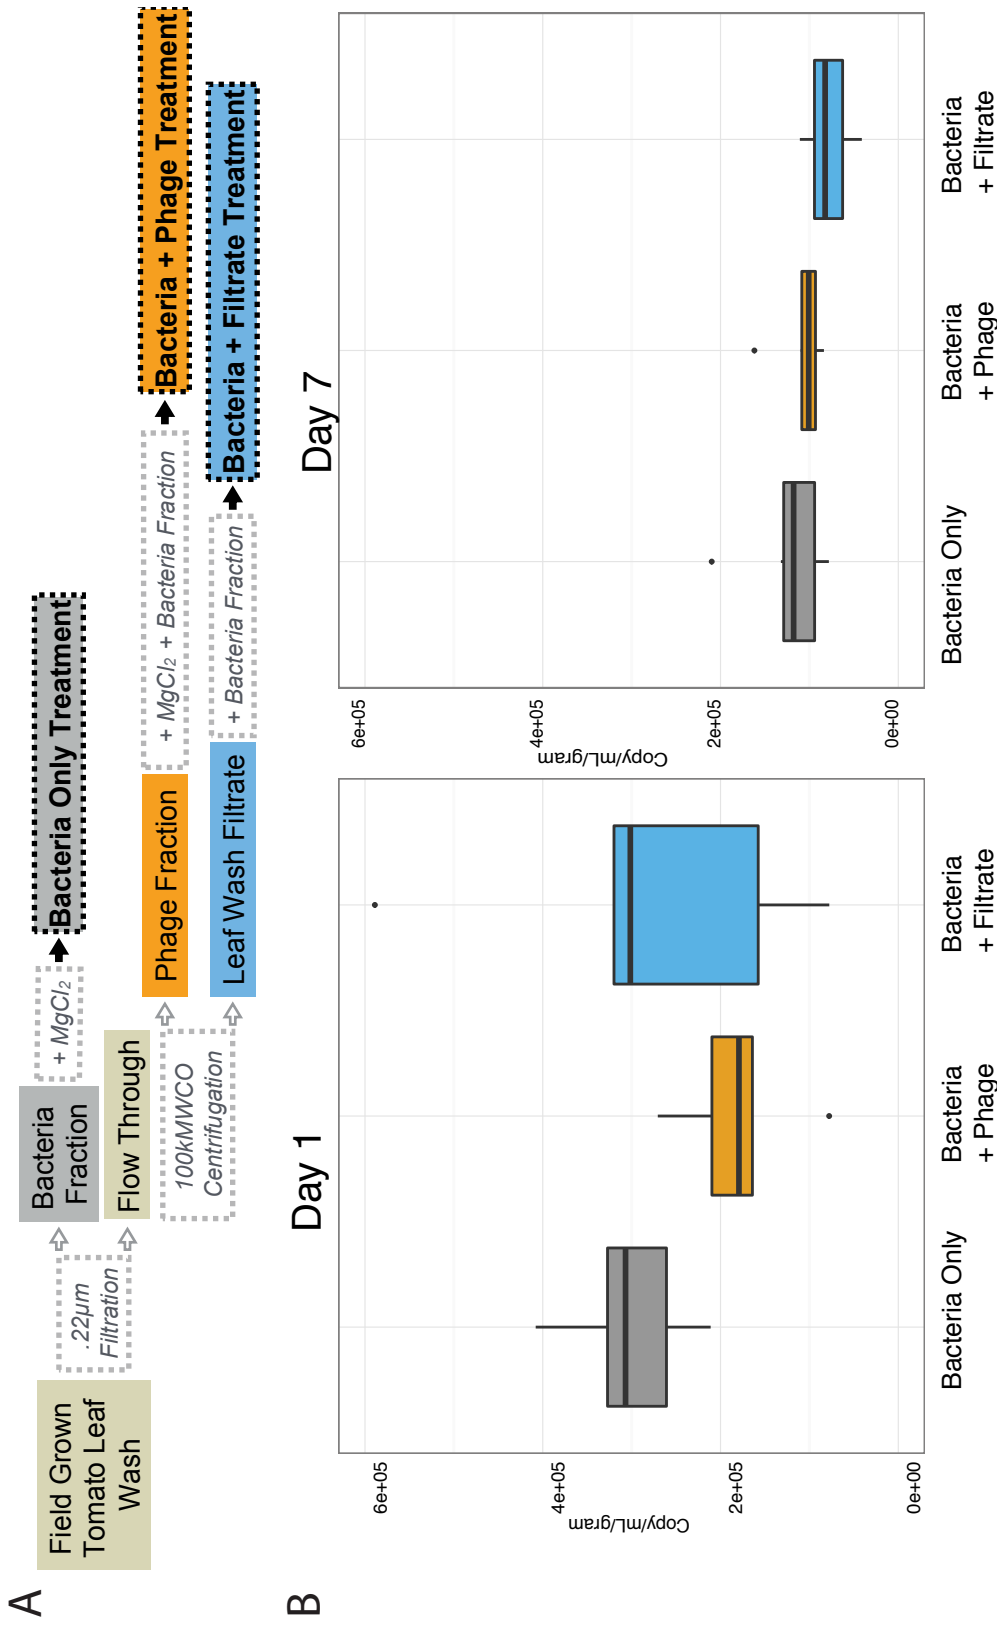 A
Field Grown
Tomato Leaf
Wash
.22µm
Filtration
Bacteria
Fraction
+ MgCl₂
Bacteria Only Treatment
Flow Through
100kMWCO
Centrifugation
Phage Fraction
+ MgCl₂ + Bacteria Fraction
Bacteria + Phage Treatment
Leaf Wash Filtrate
+ Bacteria Fraction
Bacteria + Filtrate Treatment
B
Day 1
6e+05
4e+05
2e+05
0e+00
Copy/mL/gram
Bacteria Only
Bacteria
+ Phage
Bacteria
+ Filtrate
Day 7
6e+05
4e+05
2e+05
0e+00
Copy/mL/gram
Bacteria Only
Bacteria
+ Phage
Bacteria
+ Filtrate